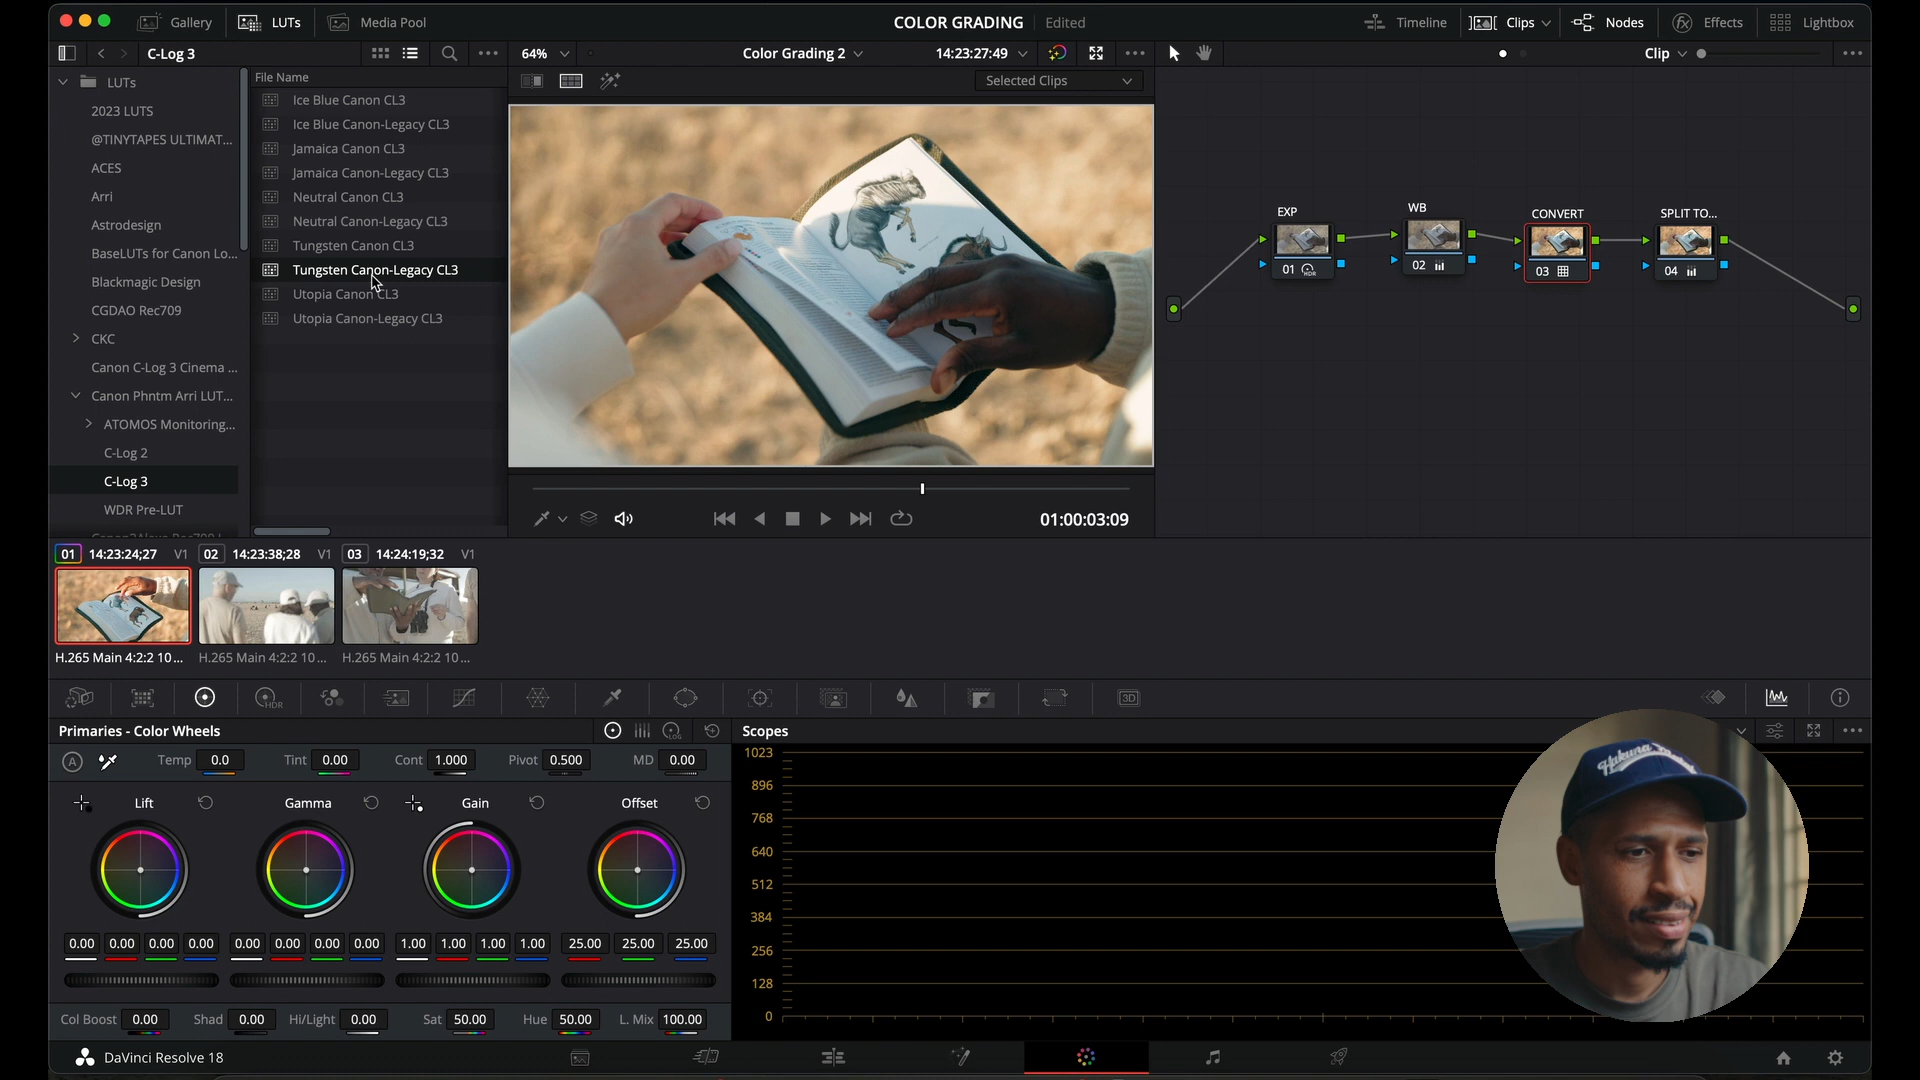 Gallery
LUTs
Media Pool
COLOR GRADING
Edited
Timeline
Clips
Nodes
Effects
Lightbox
C-Log 3
64%
Color Grading 2
14:23:27:49
Clip
Selected Clips
LUTs
2023 LUTS
@TINYTAPES ULTIMAT...
ACES
Arri
Astrodesign
BaseLUTs for Canon Lo...
Blackmagic Design
CGDAO Rec709
CKC
Canon C-Log 3 Cinema ...
Canon Phntm Arri LUT...
ATOMOS Monitoring...
C-Log 2
C-Log 3
WDR Pre-LUT
File Name
Ice Blue Canon CL3
Ice Blue Canon-Legacy CL3
Jamaica Canon CL3
Jamaica Canon-Legacy CL3
Neutral Canon CL3
Neutral Canon-Legacy CL3
Tungsten Canon CL3
Tungsten Canon-Legacy CL3
Utopia Canon CL3
Utopia Canon-Legacy CL3
01:00:03:09
EXP
WB
CONVERT
SPLIT TO...
01
02
03
04
01 14:23:24;27 V1
02 14:23:38;28 V1
03 14:24:19;32 V1
H.265 Main 4:2:2 10 ...
H.265 Main 4:2:2 10 ...
H.265 Main 4:2:2 10 ...
HDR
3D
Primaries - Color Wheels
Temp 0.0
Tint 0.00
Cont 1.000
Pivot 0.500
MD 0.00
Lift
Gamma
Gain
Offset
0.00 0.00 0.00 0.00
0.00 0.00 0.00 0.00
1.00 1.00 1.00 1.00
25.00 25.00 25.00
Col Boost 0.00
Shad 0.00
Hi/Light 0.00
Sat 50.00
Hue 50.00
L. Mix 100.00
Scopes
1023
896
768
640
512
384
256
128
0
Hakuna
DaVinci Resolve 18